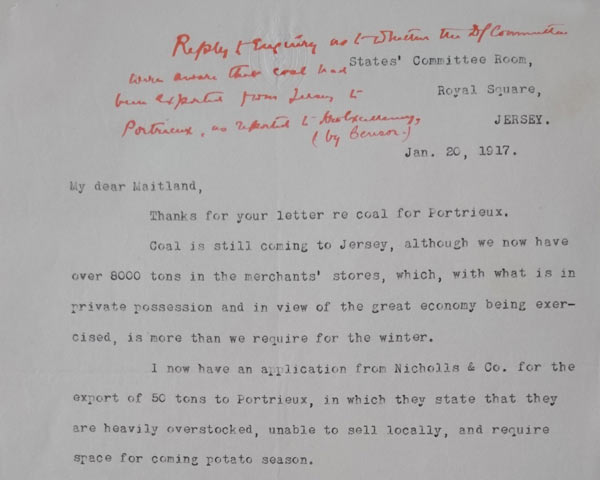 Reply to Enquiry as to whether the Df Committee
were aware that coal had
been exported from Jersey to
Portrieux, as reported to
(by Censor.)
States' Committee Room,
Royal Square,
JERSEY.
Jan. 20, 1917.
My dear Maitland,
Thanks for your letter re coal for Portrieux.
Coal is still coming to Jersey, although we now have
over 8000 tons in the merchants' stores, which, with what is in
private possession and in view of the great economy being exer-
cised, is more than we require for the winter.
I now have an application from Nicholls & Co. for the
export of 50 tons to Portrieux, in which they state that they
are heavily overstocked, unable to sell locally, and require
space for coming potato season.